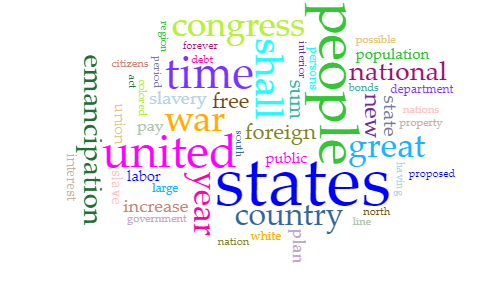 region
congress
people
possible
forever
interior
persons
population
citizens
period
debt
shall
emancipation
act
colored
time
national
bonds
department
slavery
free
sum
new
state
nations
union
pay
war
foreign
property
south
great
interest
slave
united
public
having
labor
large
year
states
proposed
increase
country
north
government
line
nation
white
plan